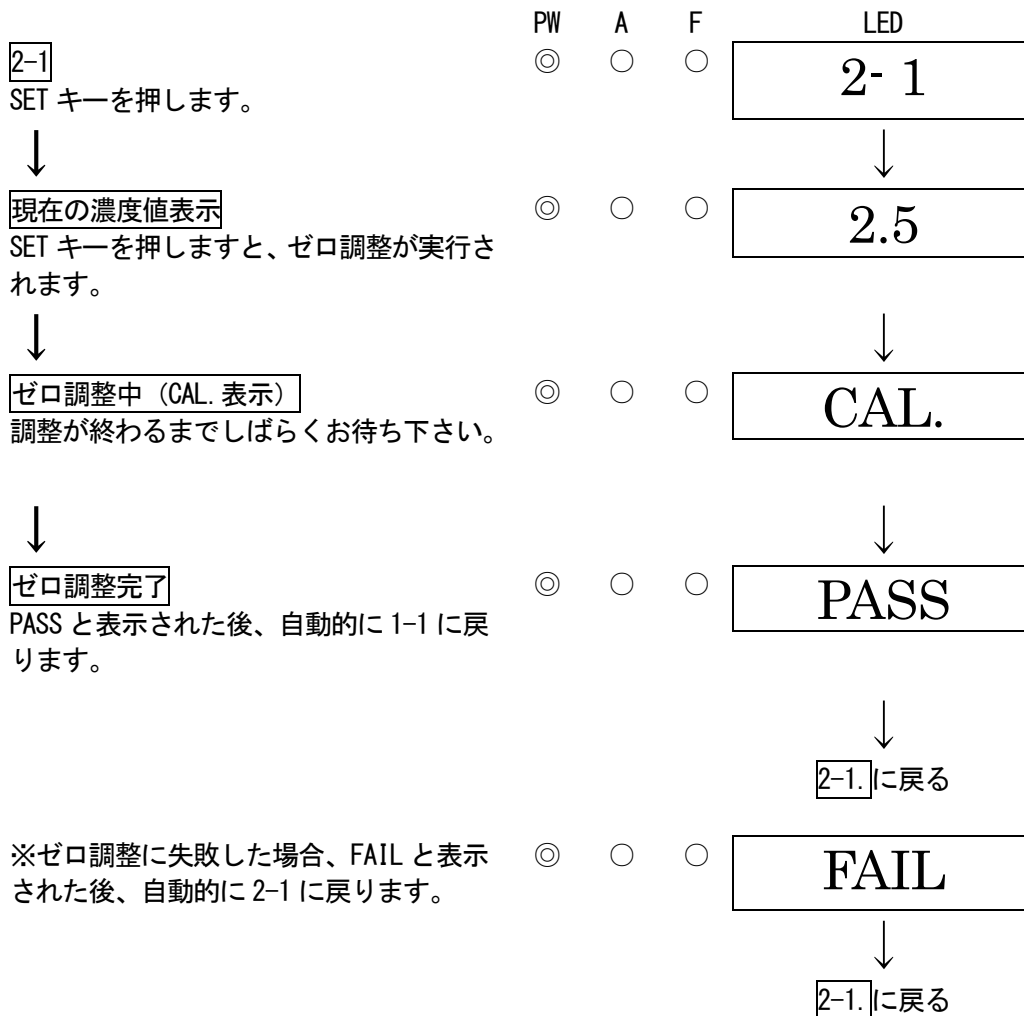 PW A F LED
2-1 ◎ ○ ○ 2- 1
SET キーを押します。
↓ ↓
現在の濃度値表示 ◎ ○ ○ 2.5
SET キーを押しますと、ゼロ調整が実行さ
れます。
↓ ↓
ゼロ調整中（CAL.表示） ◎ ○ ○ CAL.
調整が終わるまでしばらくお待ち下さい。
↓ ↓
ゼロ調整完了 ◎ ○ ○ PASS
PASS と表示された後、自動的に 1-1 に戻
ります。
↓
2-1.に戻る
※ゼロ調整に失敗した場合、FAIL と表示 ◎ ○ ○ FAIL
された後、自動的に 2-1 に戻ります。
↓
2-1.に戻る